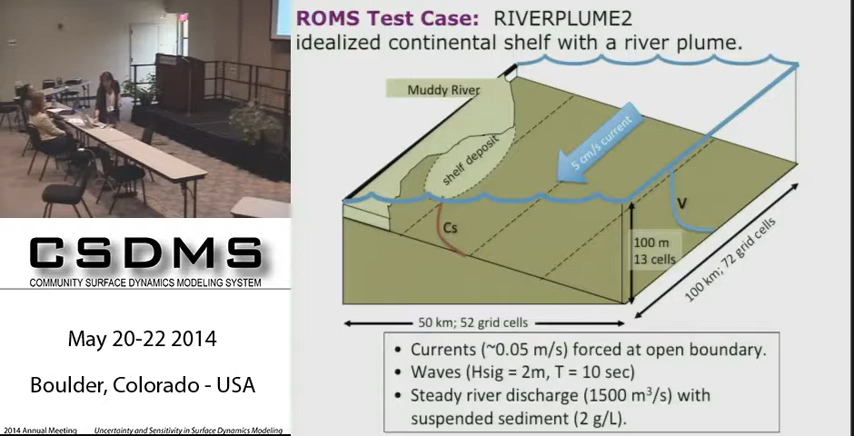 ROMS Test Case: RIVERPLUME2
idealized continental shelf with a river plume.
Muddy River
shelf deposit
5 cm/s current
Cs
V
100 m
13 cells
100 km; 72 grid cells
50 km; 52 grid cells
• Currents (~0.05 m/s) forced at open boundary.
• Waves (Hsig = 2m, T = 10 sec)
• Steady river discharge (1500 m³/s) with
suspended sediment (2 g/L).
CSDMS
COMMUNITY SURFACE DYNAMICS MODELING SYSTEM
May 20-22 2014
Boulder, Colorado - USA
2014 Annual Meeting Uncertainty and Sensitivity in Surface Dynamics Modeling